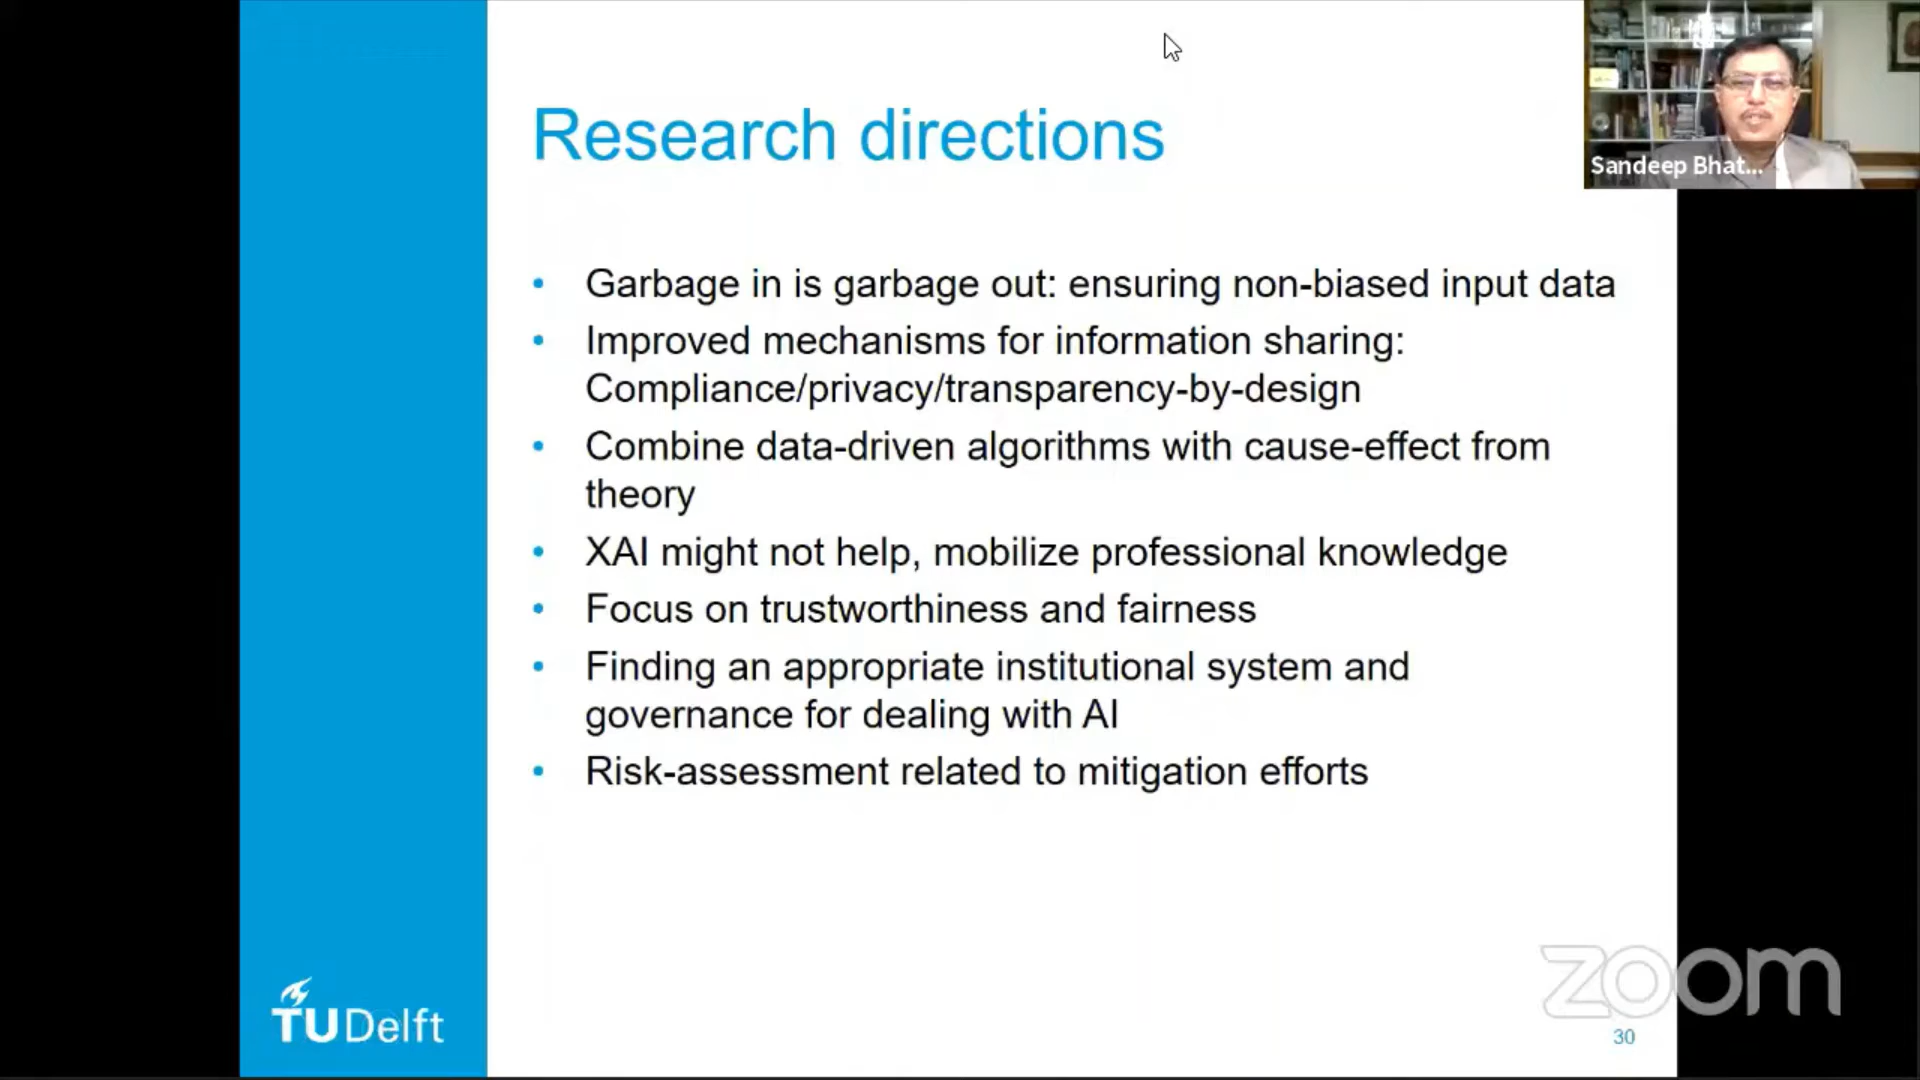 Research directions
Sandeep Bhat...
• Garbage in is garbage out: ensuring non-biased input data
• Improved mechanisms for information sharing:
Compliance/privacy/transparency-by-design
• Combine data-driven algorithms with cause-effect from
theory
• XAI might not help, mobilize professional knowledge
• Focus on trustworthiness and fairness
• Finding an appropriate institutional system and
governance for dealing with AI
• Risk-assessment related to mitigation efforts
zoom
TUDelft
30